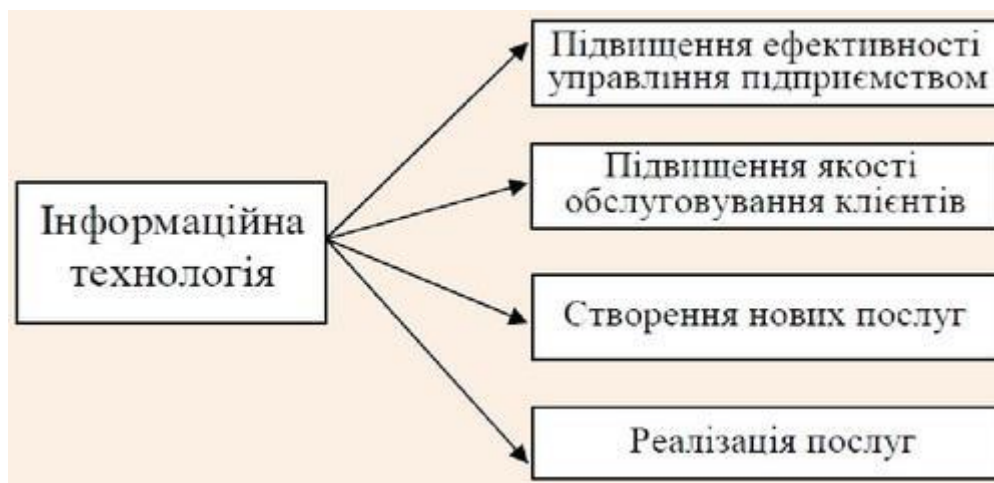 Підвищення ефективності
управління підприємством
Інформаційна
технологія
Підвищення якості
обслуговування клієнтів
Створення нових послуг
Реалізація послуг